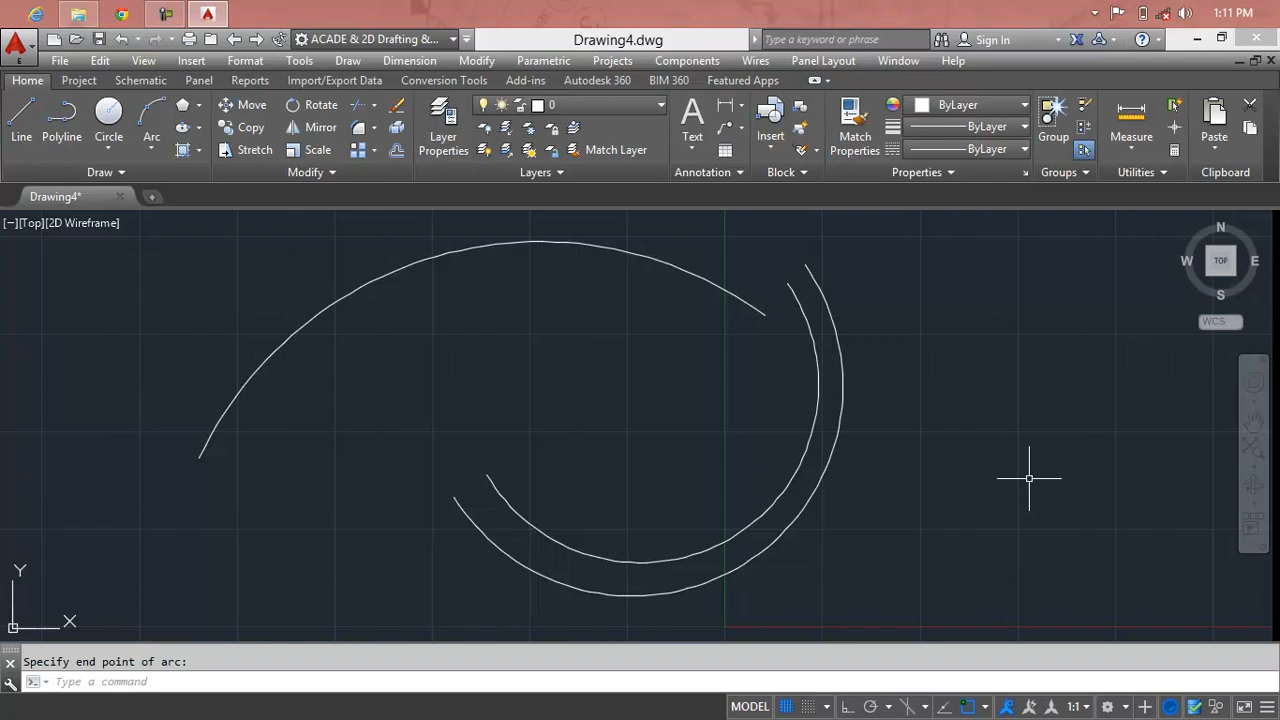 1:11 PM
ACADE & 2D Drafting &...
Drawing4.dwg
Type a keyword or phrase
Sign In
File Edit View Insert Format Tools Draw Dimension Modify Parametric Projects Components Wires Panel Layout Window Help
Home Project Schematic Panel Reports Import/Export Data Conversion Tools Add-ins Autodesk 360 BIM 360 Featured Apps
Line
Polyline
Circle
Arc
Move
Rotate
Copy
Mirror
Stretch
Scale
Layer
Properties
0
Match Layer
Text
Insert
Match
Properties
ByLayer
ByLayer
ByLayer
Group
Measure
Paste
Draw
Modify
Layers
Annotation
Block
Properties
Groups
Utilities
Clipboard
Drawing4*
[−][Top][2D Wireframe]
N
W
TOP
E
S
WCS
Y
X
Specify end point of arc:
Type a command
MODEL
1:1